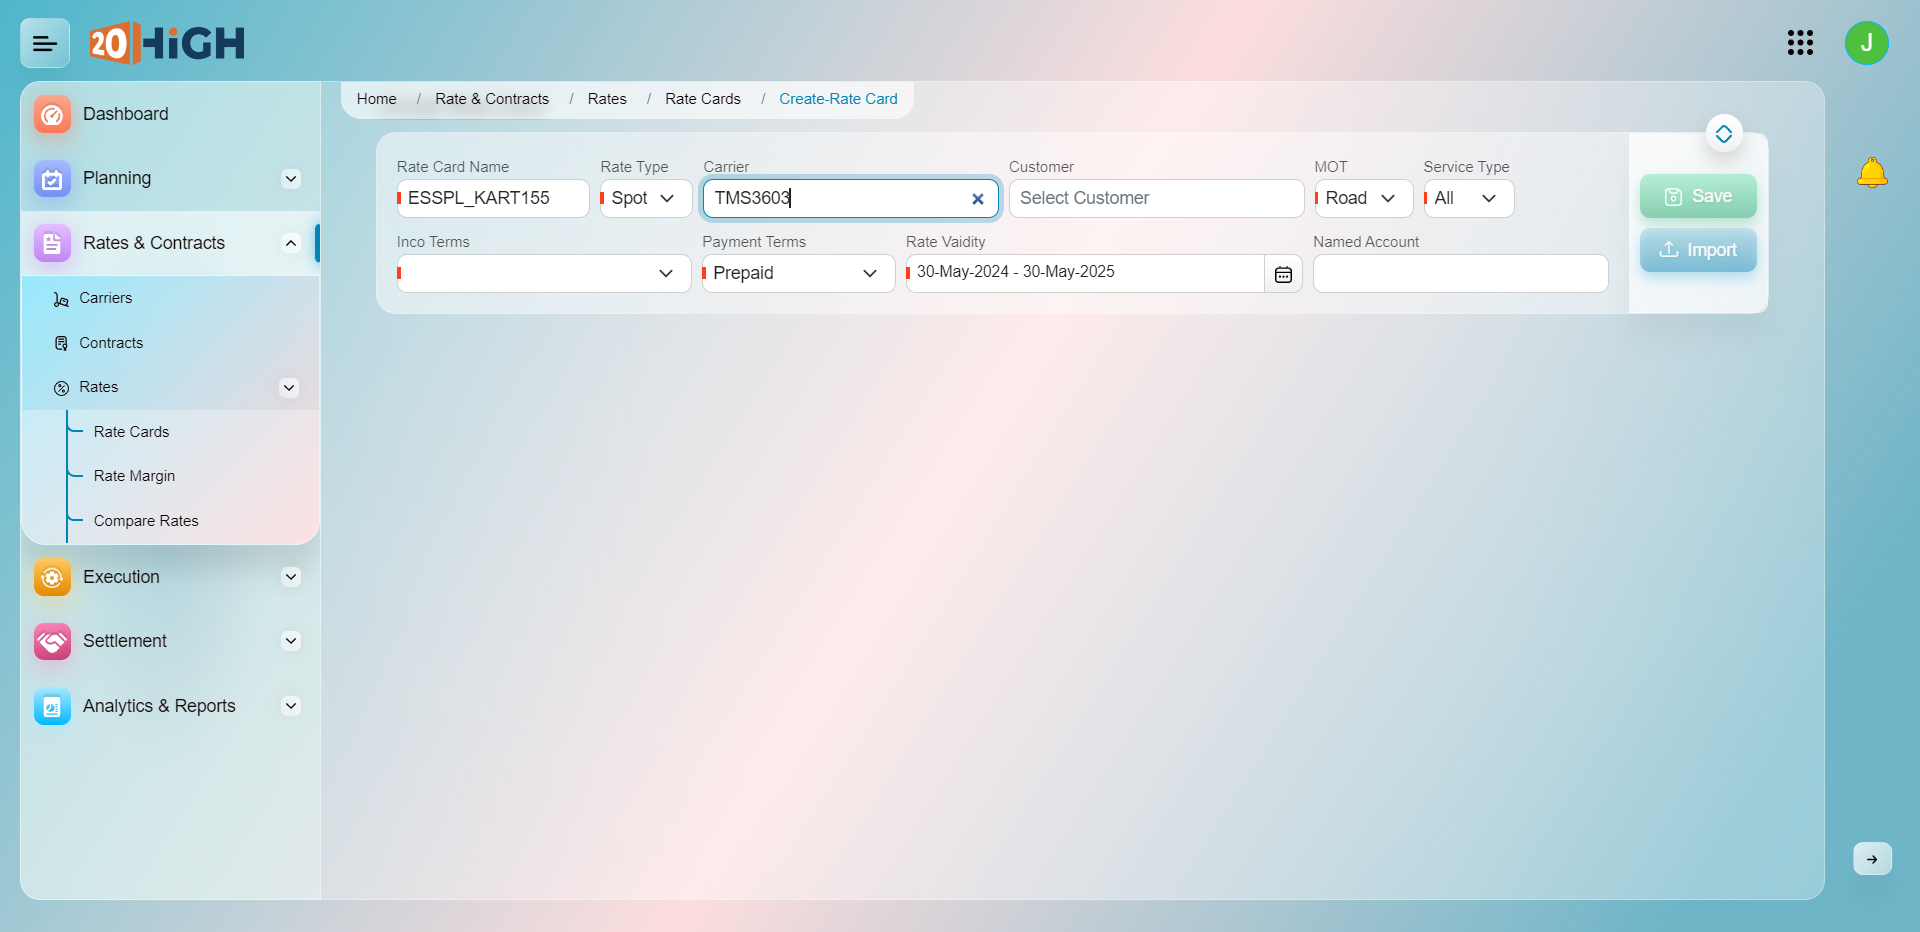 20HiGH
J
Home / Rate & Contracts / Rates / Rate Cards / Create-Rate Card
Dashboard
Planning
Rates & Contracts
Carriers
Contracts
Rates
Rate Cards
Rate Margin
Compare Rates
Execution
Settlement
Analytics & Reports
Rate Card Name Rate Type Carrier Customer MOT Service Type
ESSPL_KART155 Spot TMS3603 Select Customer Road All
Inco Terms Payment Terms Rate Vaidity Named Account
Prepaid 30-May-2024 - 30-May-2025
Save
Import